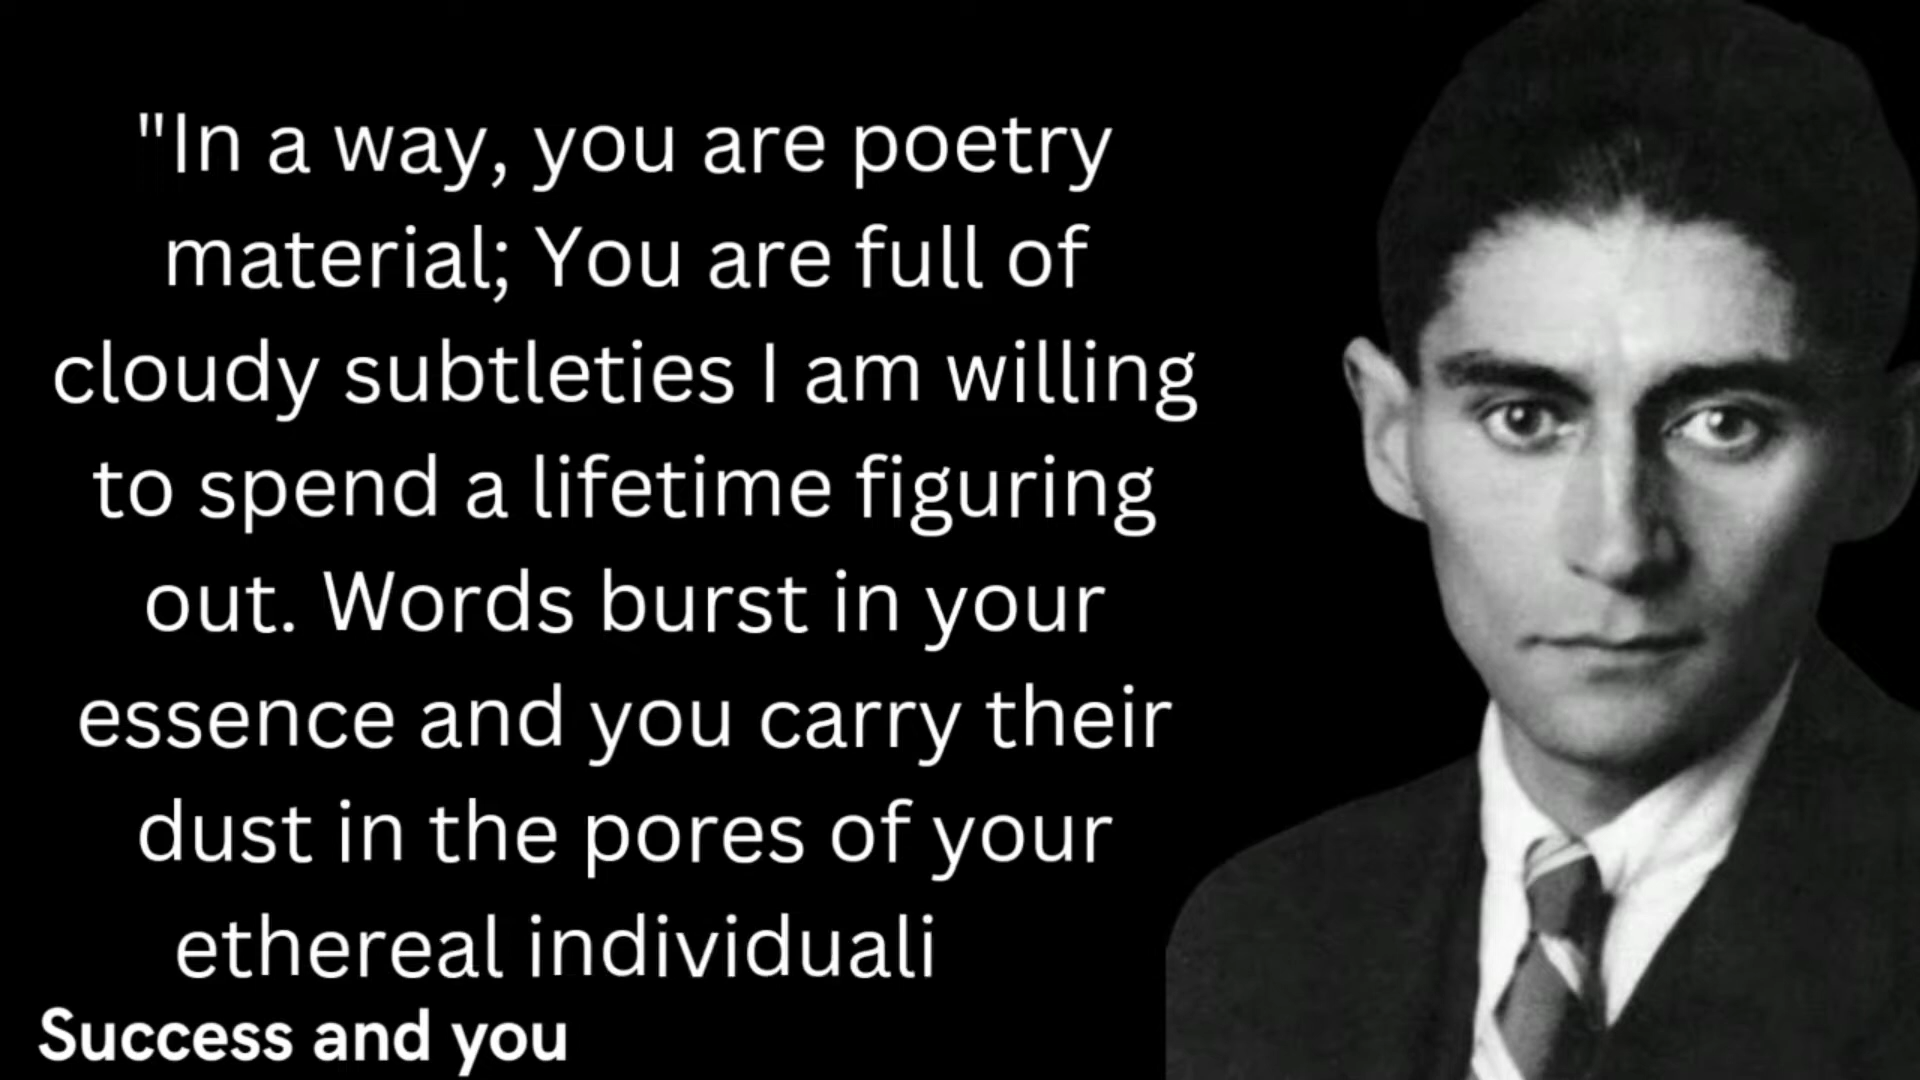 "In a way, you are poetry
material; You are full of
cloudy subtleties I am willing
to spend a lifetime figuring
out. Words burst in your
essence and you carry their
dust in the pores of your
ethereal individuali
Success and you